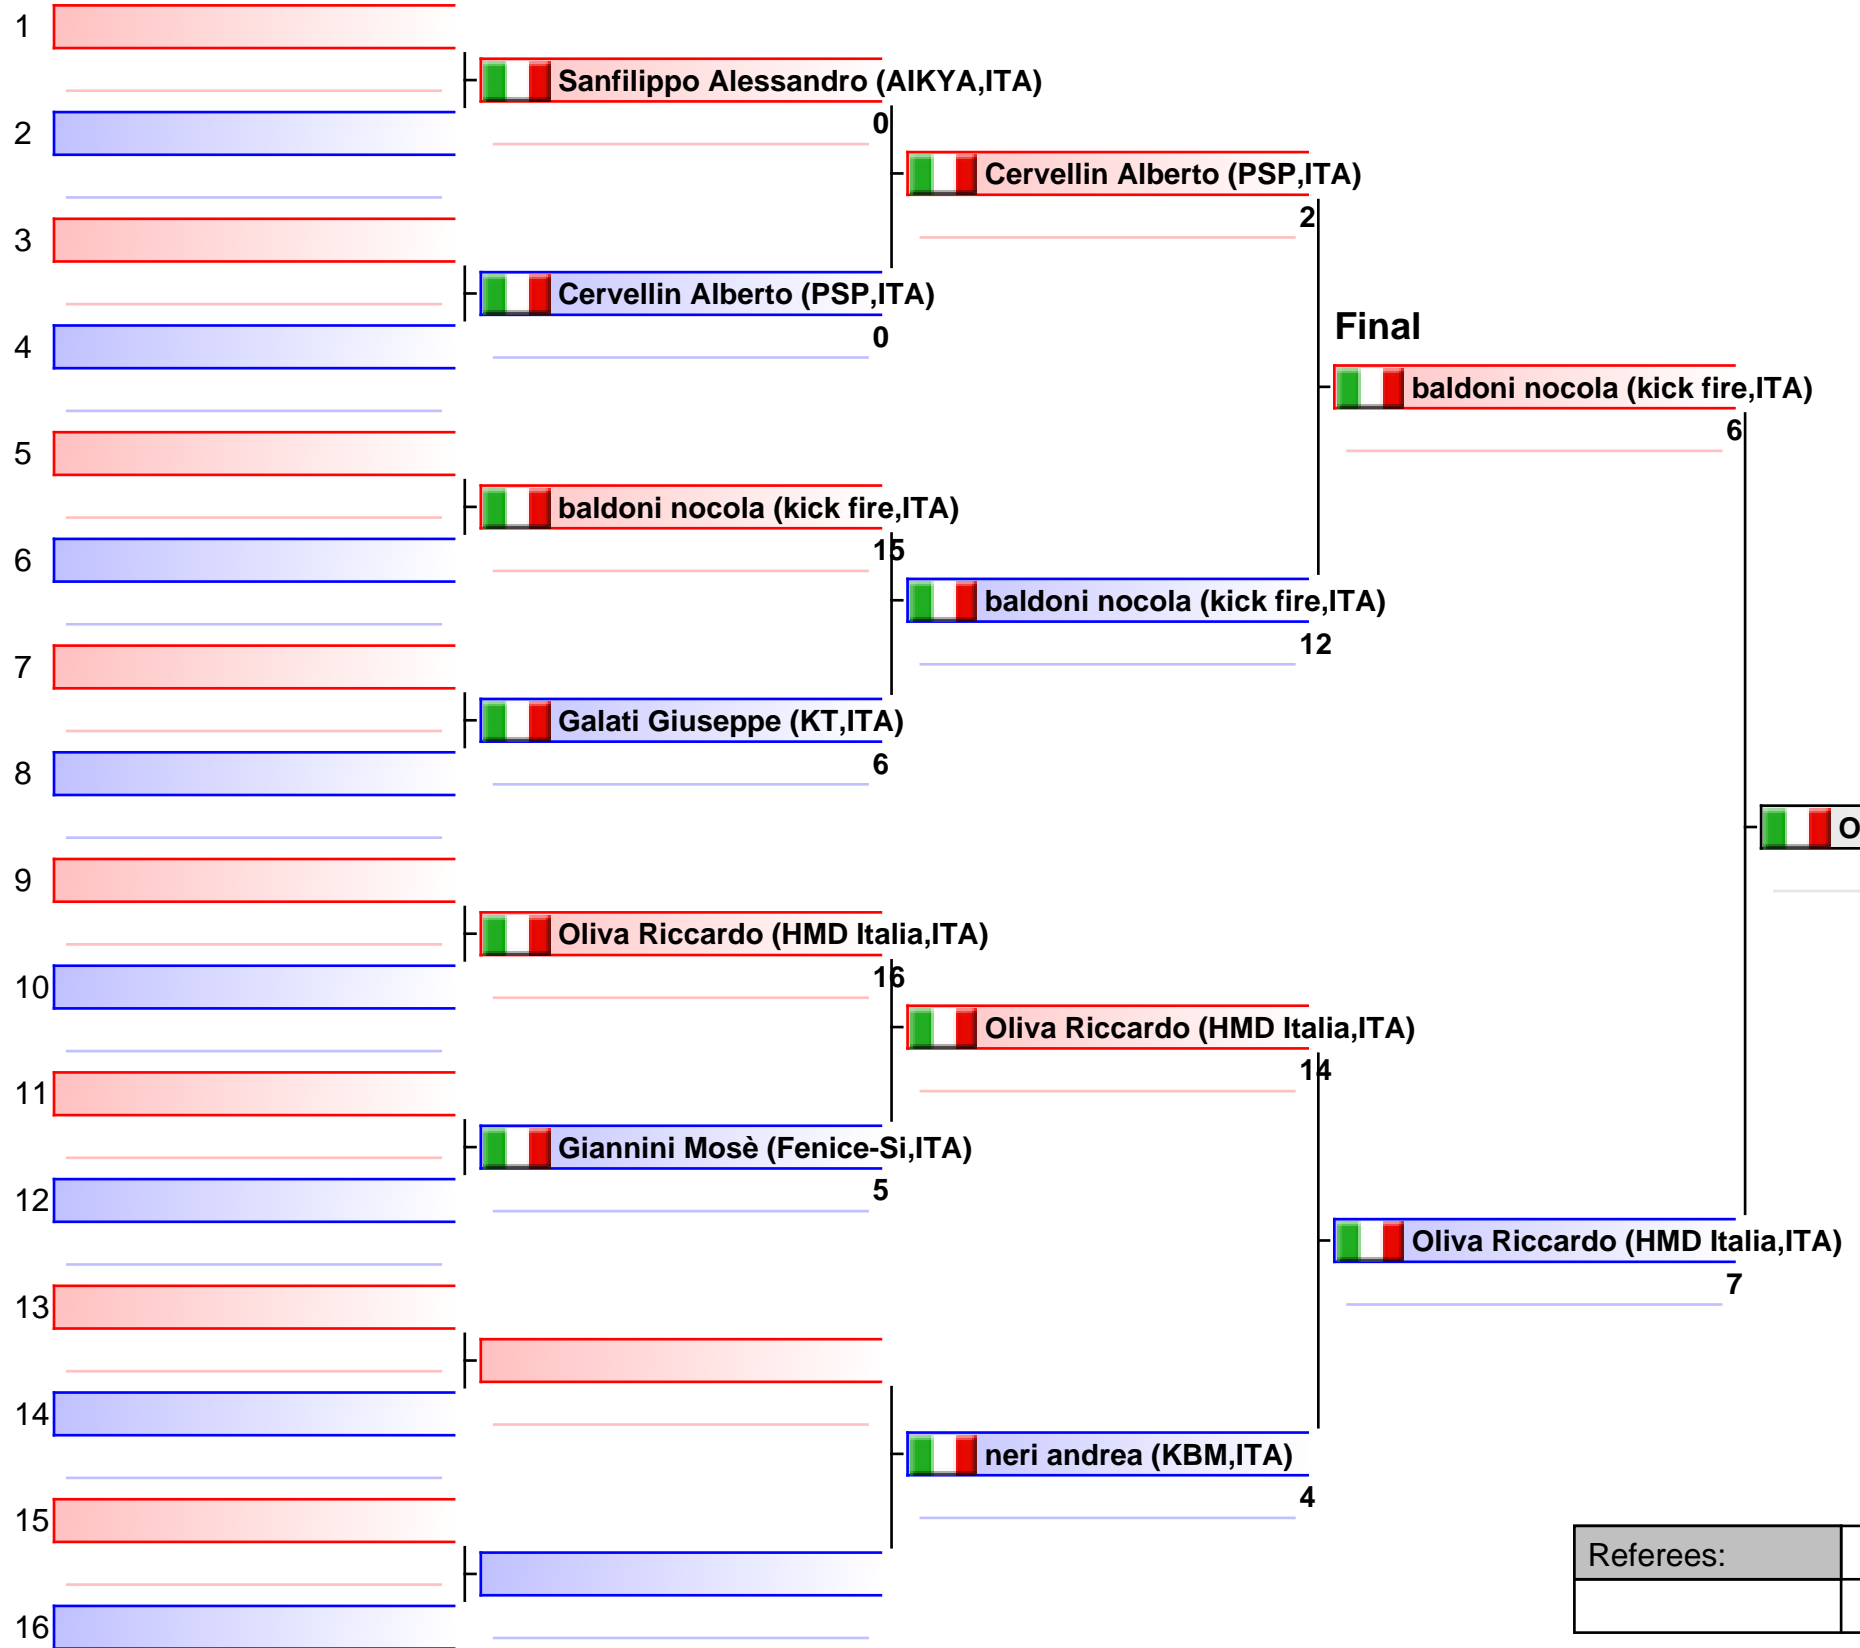 1
Sanfilippo Alessandro (AIKYA,ITA)
0
2
Cervellin Alberto (PSP,ITA)
2
3
Cervellin Alberto (PSP,ITA)
0
4
Final
baldoni nocola (kick fire,ITA)
6
5
baldoni nocola (kick fire,ITA)
15
6
baldoni nocola (kick fire,ITA)
12
7
Galati Giuseppe (KT,ITA)
6
8
O
9
Oliva Riccardo (HMD Italia,ITA)
16
10
Oliva Riccardo (HMD Italia,ITA)
14
11
Giannini Mosè (Fenice-Si,ITA)
5
12
Oliva Riccardo (HMD Italia,ITA)
7
13
14
neri andrea (KBM,ITA)
4
15
Referees:
16